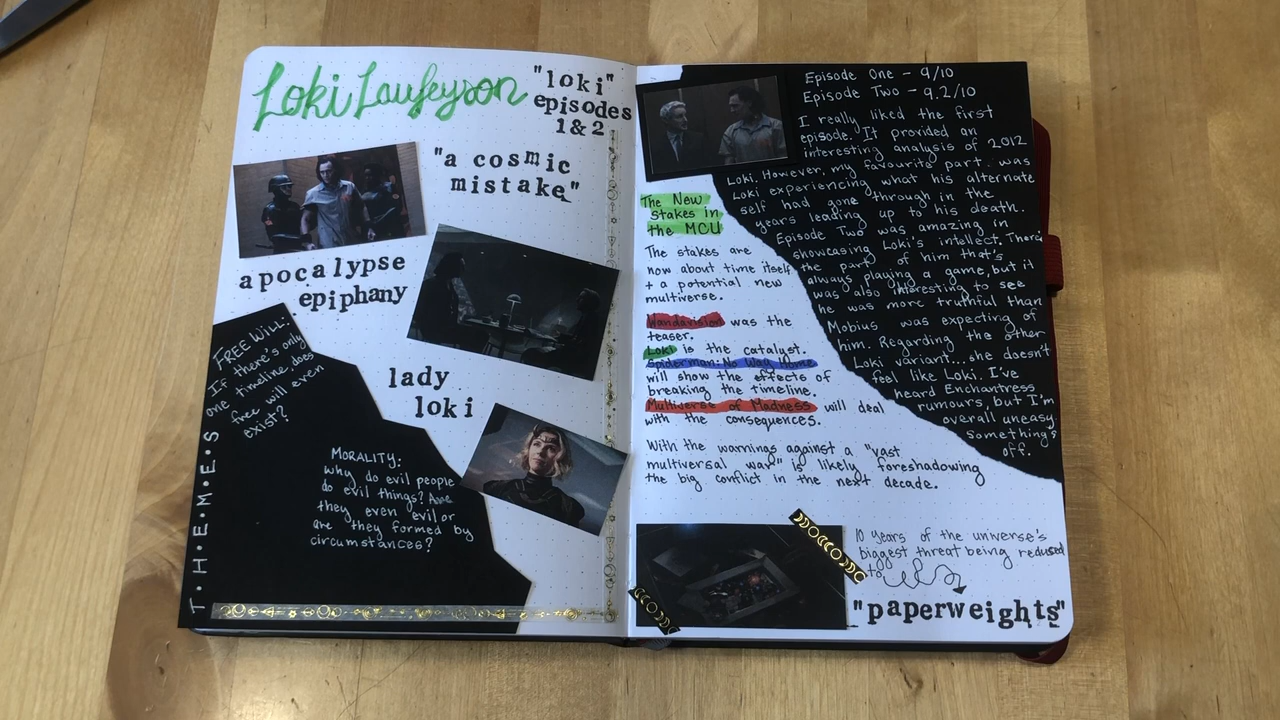 Loki Laufeyson
"loki"
episodes
1&2
"a cosmic
mistake"
apocalypse
epiphany
lady
loki
T·H·E·M·E·S
FREE WILL:
If there's only
one timeline, does
free will even
exist?
MORALITY:
why do evil people
do evil things? Are
they even evil or
are they formed by
circumstances?
Episode One - 9/10
Episode Two - 9.2/10
I really liked the first
episode. It provided an
interesting analysis of 2012
Loki. However, my favourite part was
Loki experiencing what his alternate
self had gone through in the
years leading up to his death.
Episode Two was amazing in
showcasing Loki's intellect. There's
the part of him that's
always playing a game, but it
was also interesting to see
he was more truthful than
Mobius was expecting of
him. Regarding the other
Loki variant...she doesn't
feel like Loki. I've
heard Enchantress
rumours, but I'm
overall uneasy.
Something's
off.
The New
stakes in
the MCU
The stakes are
now about time itself
+ a potential new
multiverse.
Wandavision was the
teaser.
Loki is the catalyst.
Spiderman: No Way Home
will show the effects of
breaking the timeline.
Multiverse of Madness will deal
with the consequences.
With the warnings against a "vast
multiversal war" is likely foreshadowing
the big conflict in the next decade.
10 years of the universe's
biggest threat being reduced
to
"paperweights"